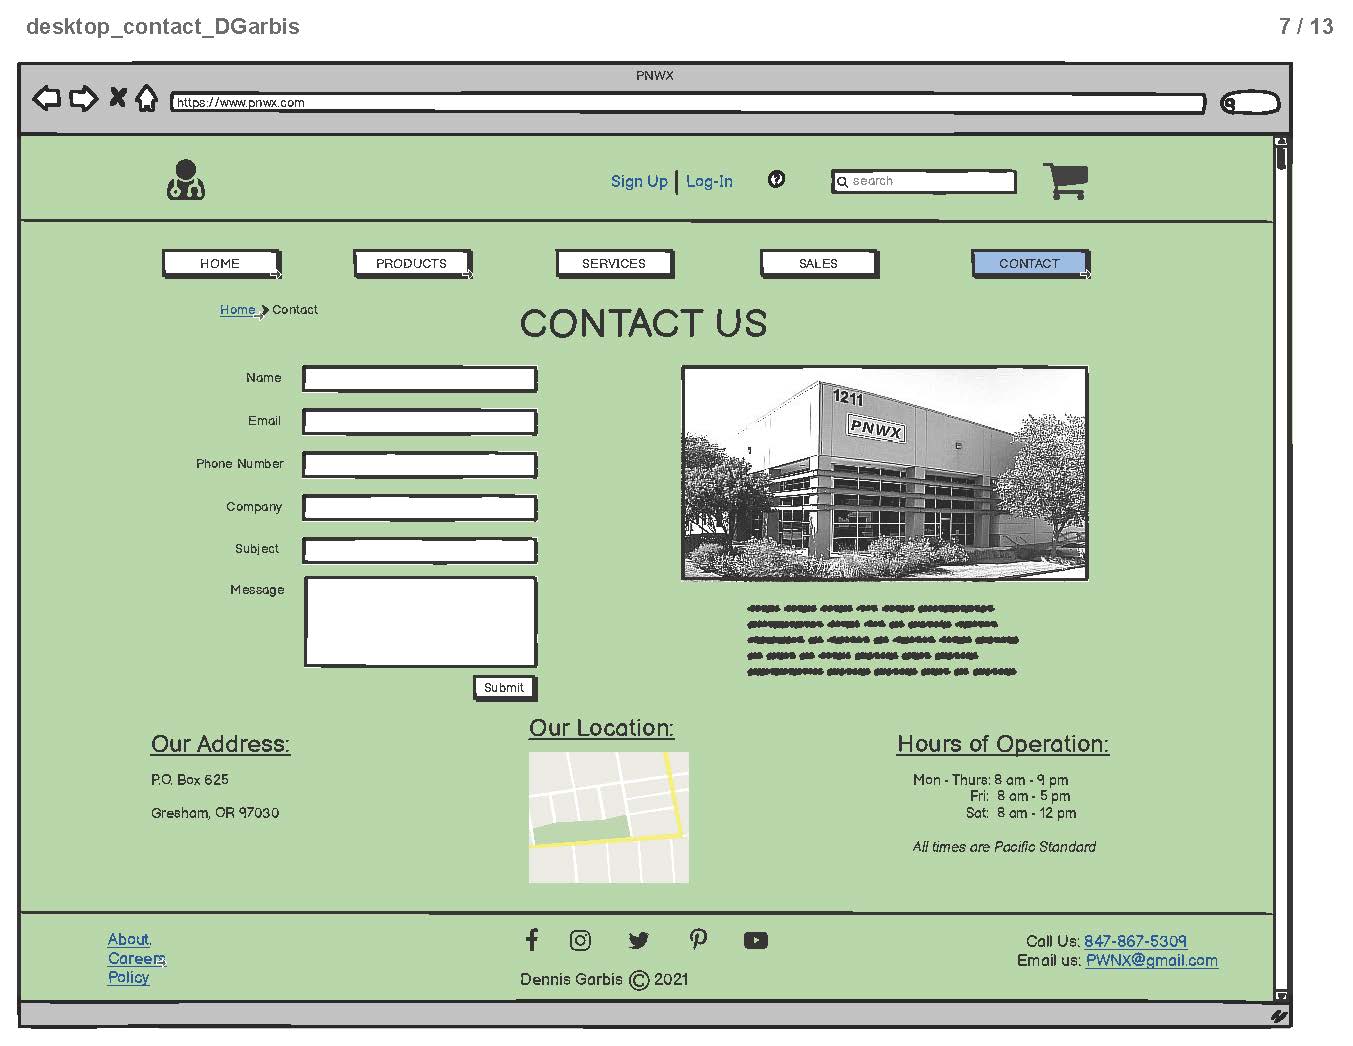 desktop_contact_DGarbis
7 / 13
PNWX
https://www.pnwx.com
Sign Up | Log-In
search
HOME
PRODUCTS
SERVICES
SALES
CONTACT
Home > Contact
CONTACT US
Name
Email
Phone Number
Company
Subject
Message
Submit
1211
PNWX
Our Address:
P.O. Box 625
Gresham, OR 97030
Our Location:
Hours of Operation:
Mon - Thurs: 8 am - 9 pm
Fri: 8 am - 5 pm
Sat: 8 am - 12 pm
All times are Pacific Standard
About.
Careers
Policy
Dennis Garbis © 2021
Call Us: 847-867-5309
Email us: PWNX@gmail.com